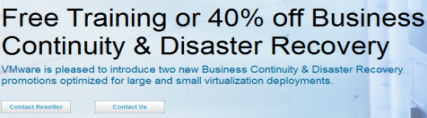 Free Training or 40% off Business
Continuity & Disaster Recovery
VMware is pleased to introduce two new Business Continuity & Disaster Recovery
promotions optimized for large and small virtualization deployments.
Contact Reseller
Contact Us